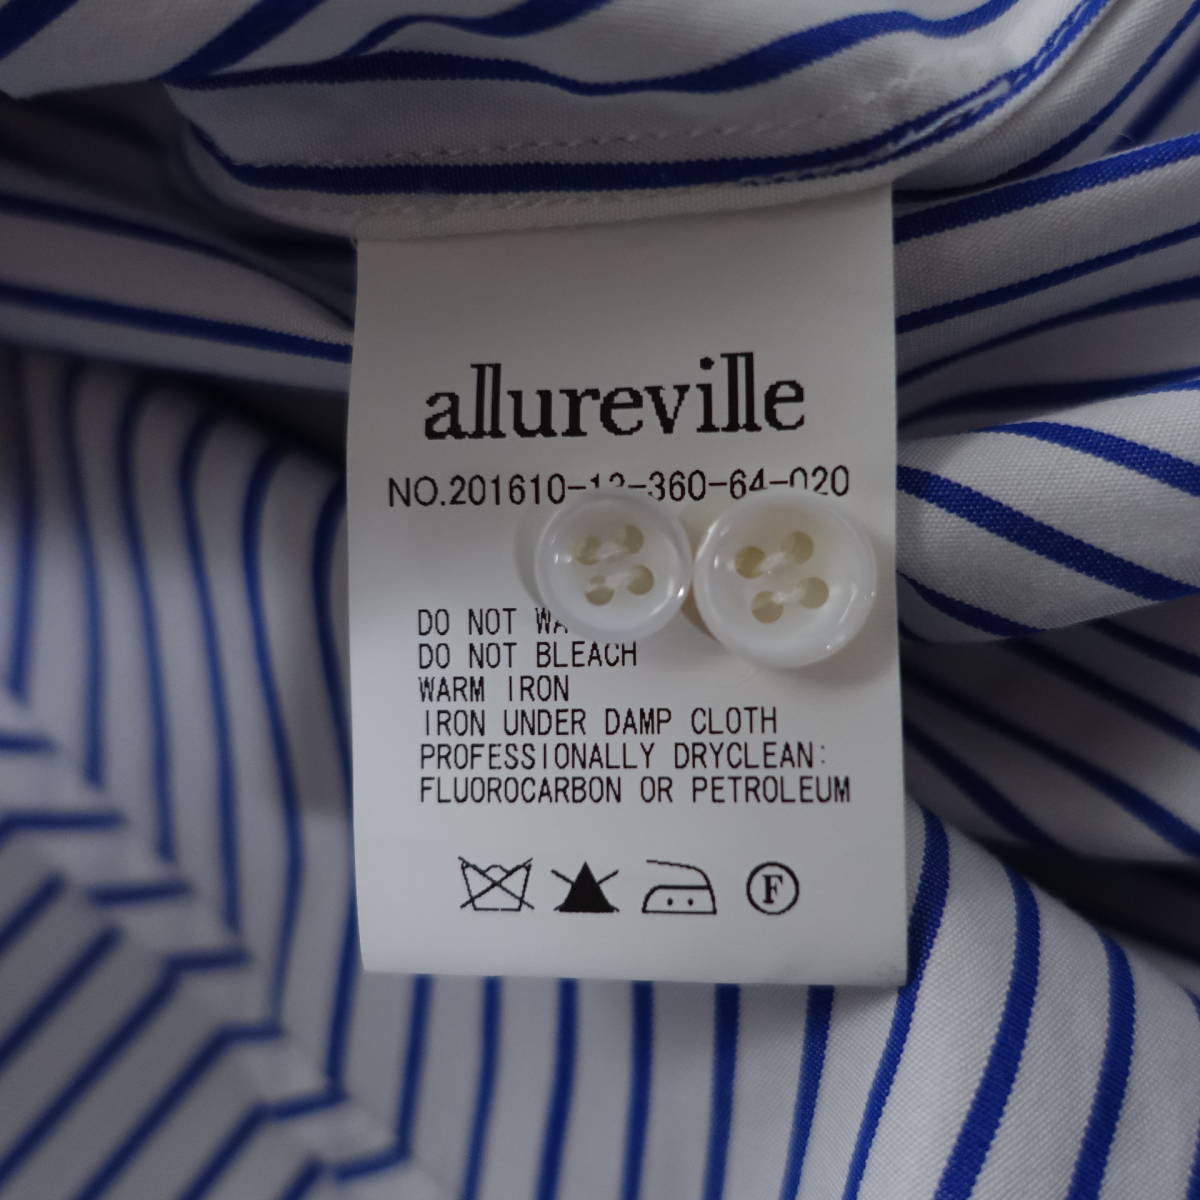 allureville
NO.201610-12-360-64-020
DO NOT
DO NOT BLEACH
WARM IRON
IRON UNDER DAMP CLOTH
PROFESSIONALLY DRYCLEAN:
FLUOROCARBON OR PETROLEUM
F